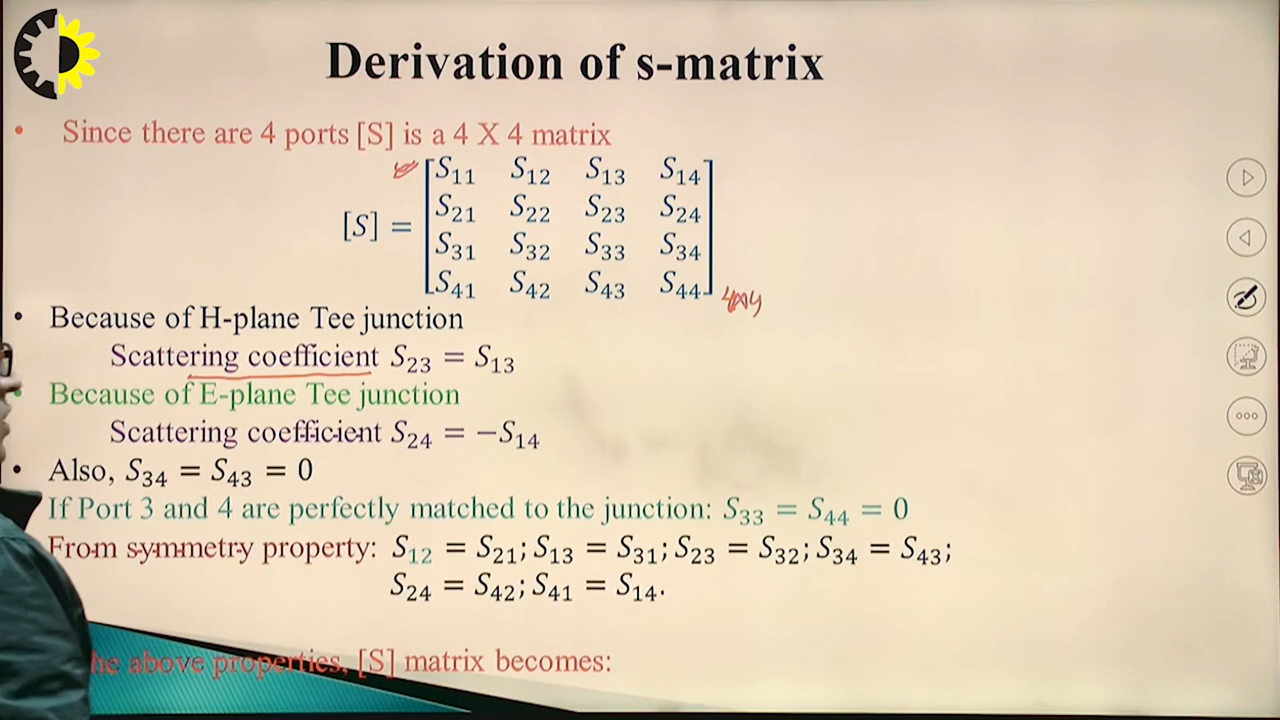 Derivation of s-matrix
• Since there are 4 ports [S] is a 4 X 4 matrix
[S] = [S₁₁ S₁₂ S₁₃ S₁₄
S₂₁ S₂₂ S₂₃ S₂₄
S₃₁ S₃₂ S₃₃ S₃₄
S₄₁ S₄₂ S₄₃ S₄₄]
• Because of H-plane Tee junction
Scattering coefficient S₂₃ = S₁₃
• Because of E-plane Tee junction
Scattering coefficient S₂₄ = −S₁₄
• Also, S₃₄ = S₄₃ = 0
If Port 3 and 4 are perfectly matched to the junction: S₃₃ = S₄₄ = 0
From symmetry property: S₁₂ = S₂₁; S₁₃ = S₃₁; S₂₃ = S₃₂; S₃₄ = S₄₃;
S₂₄ = S₄₂; S₄₁ = S₁₄.
above properties, [S] matrix becomes: